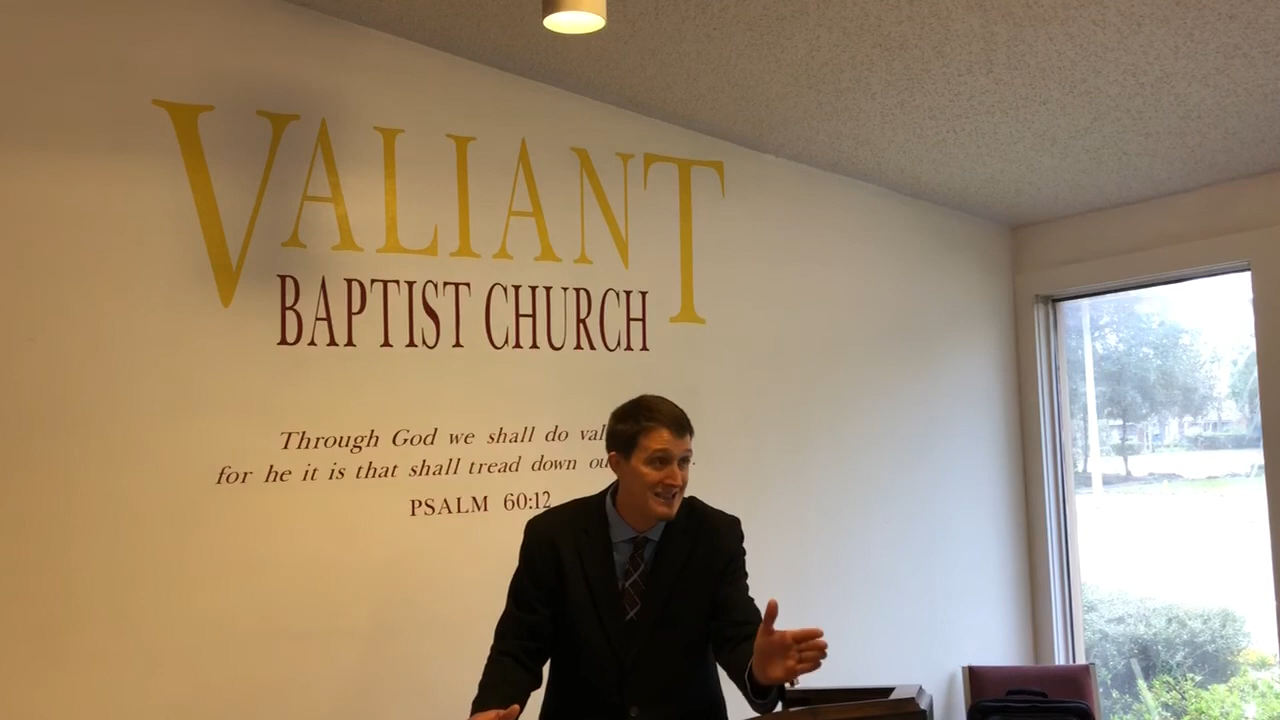 VALIANT
BAPTIST CHURCH
Through God we shall do
for he it is that shall tread down
PSALM 60:12